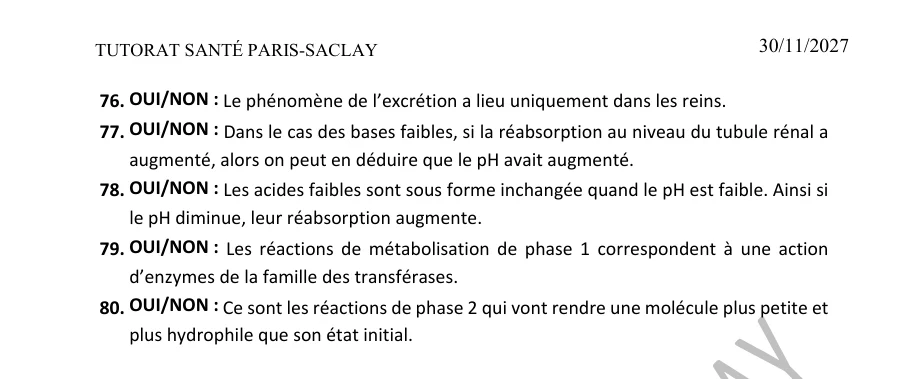 TUTORAT SANTÉ PARIS-SACLAY
30/11/2027
76. OUI/NON : Le phénomène de l’excrétion a lieu uniquement dans les reins.
77. OUI/NON : Dans le cas des bases faibles, si la réabsorption au niveau du tubule rénal a
augmenté, alors on peut en déduire que le pH avait augmenté.
78. OUI/NON : Les acides faibles sont sous forme inchangée quand le pH est faible. Ainsi si
le pH diminue, leur réabsorption augmente.
79. OUI/NON : Les réactions de métabolisation de phase 1 correspondent à une action
d’enzymes de la famille des transférases.
80. OUI/NON : Ce sont les réactions de phase 2 qui vont rendre une molécule plus petite et
plus hydrophile que son état initial.
AY